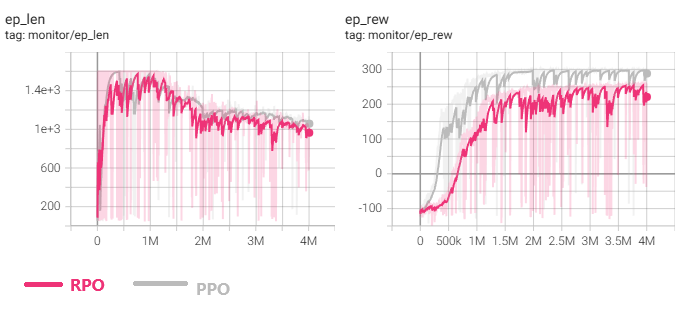 ep_len
tag: monitor/ep_len
1.4e+3
1e+3
600
200
0 1M 2M 3M 4M
ep_rew
tag: monitor/ep_rew
300
200
100
0
-100
0 500k 1M 1.5M 2M 2.5M 3M 3.5M 4M
RPO
PPO